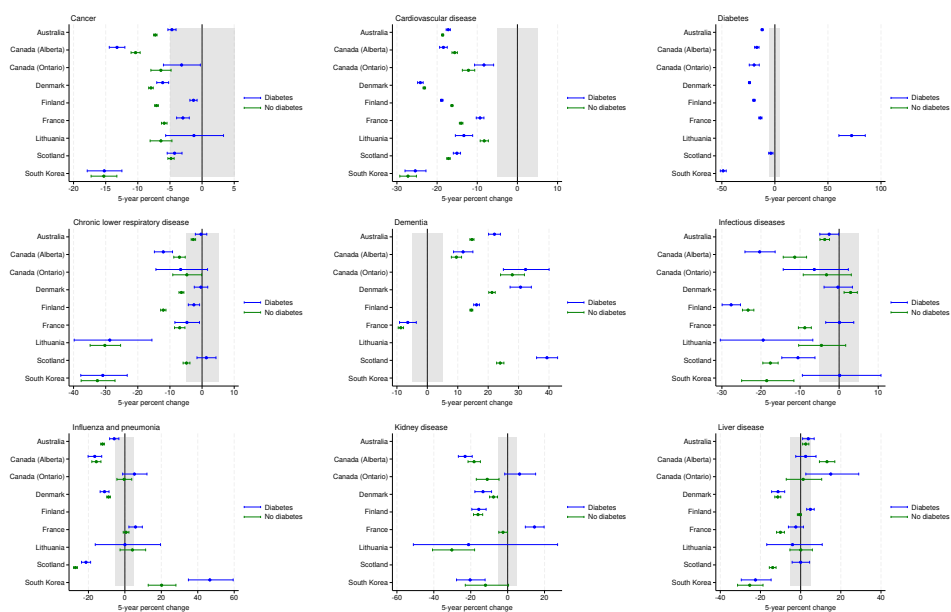 Cancer
Australia
Canada (Alberta)
Canada (Ontario)
Denmark
Finland
France
Lithuania
Scotland
South Korea
-20 -15 -10 -5 0 5
5-year percent change
Diabetes
No diabetes
Cardiovascular disease
Australia
Canada (Alberta)
Canada (Ontario)
Denmark
Finland
France
Lithuania
Scotland
South Korea
-30 -20 -10 0 10
5-year percent change
Diabetes
No diabetes
Diabetes
Australia
Canada (Alberta)
Canada (Ontario)
Denmark
Finland
France
Lithuania
Scotland
South Korea
-50 0 50 100
5-year percent change
Diabetes
Chronic lower respiratory disease
Australia
Canada (Alberta)
Canada (Ontario)
Denmark
Finland
France
Lithuania
Scotland
South Korea
-40 -30 -20 -10 0 10
5-year percent change
Diabetes
No diabetes
Dementia
Australia
Canada (Alberta)
Canada (Ontario)
Denmark
Finland
France
Lithuania
Scotland
South Korea
-10 0 10 20 30 40
5-year percent change
Diabetes
No diabetes
Infectious diseases
Australia
Canada (Alberta)
Canada (Ontario)
Denmark
Finland
France
Lithuania
Scotland
South Korea
-30 -20 -10 0 10
5-year percent change
Diabetes
No diabetes
Influenza and pneumonia
Australia
Canada (Alberta)
Canada (Ontario)
Denmark
Finland
France
Lithuania
Scotland
South Korea
-20 0 20 40 60
5-year percent change
Diabetes
No diabetes
Kidney disease
Australia
Canada (Alberta)
Canada (Ontario)
Denmark
Finland
France
Lithuania
Scotland
South Korea
-60 -40 -20 0 20
5-year percent change
Diabetes
No diabetes
Liver disease
Australia
Canada (Alberta)
Canada (Ontario)
Denmark
Finland
France
Lithuania
Scotland
South Korea
-40 -20 0 20 40
5-year percent change
Diabetes
No diabetes